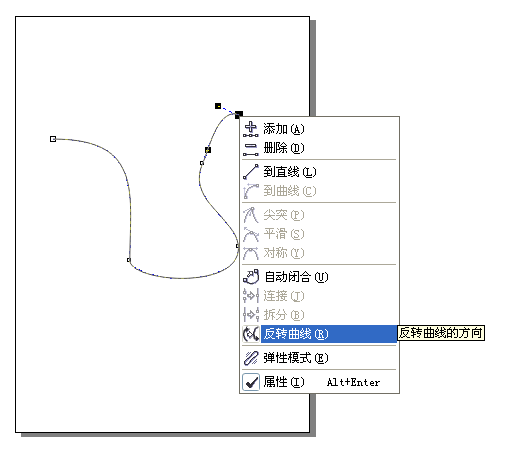 添加(A)
删除(D)
到直线(L)
到曲线(C)
尖突(P)
平滑(S)
对称(Y)
自动闭合(U)
连接(J)
拆分(B)
反转曲线(R)
反转曲线的方向
弹性模式(E)
属性(I) Alt+Enter